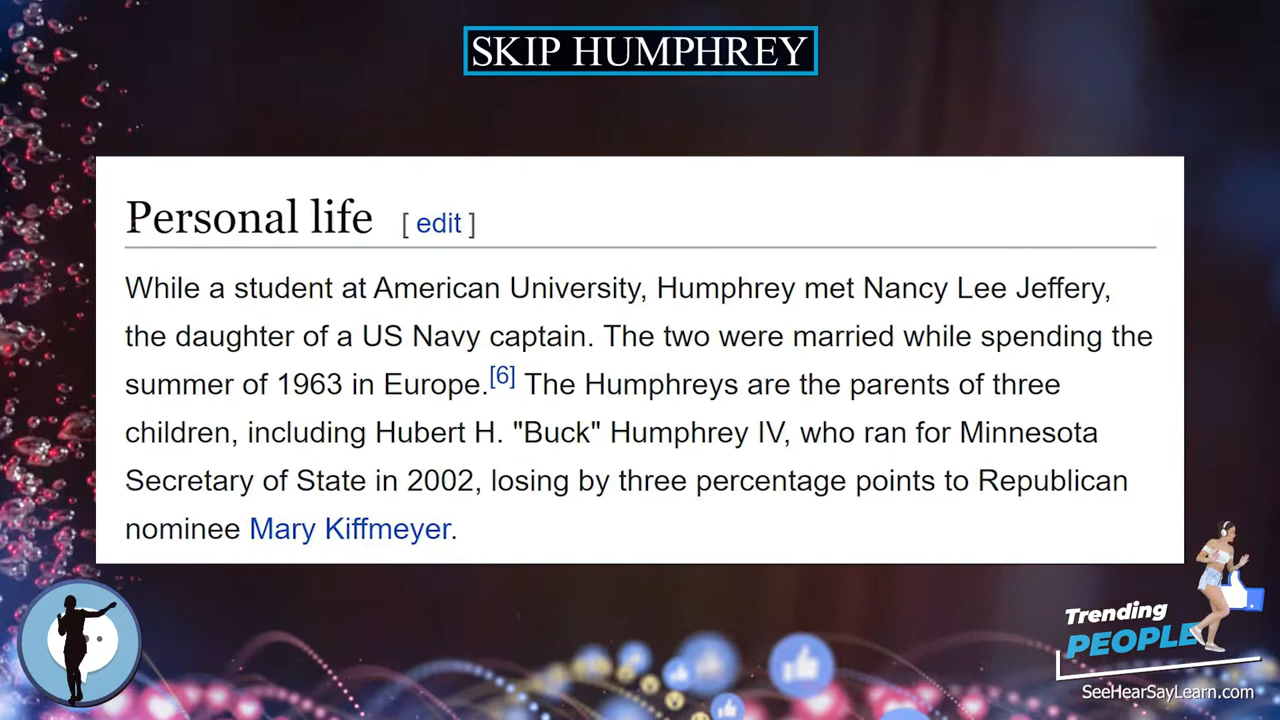 SKIP HUMPHREY
Personal life [ edit ]
While a student at American University, Humphrey met Nancy Lee Jeffery,
the daughter of a US Navy captain. The two were married while spending the
summer of 1963 in Europe.[6] The Humphreys are the parents of three
children, including Hubert H. "Buck" Humphrey IV, who ran for Minnesota
Secretary of State in 2002, losing by three percentage points to Republican
nominee Mary Kiffmeyer.
Trending
PEOPLE
SeeHearSayLearn.com